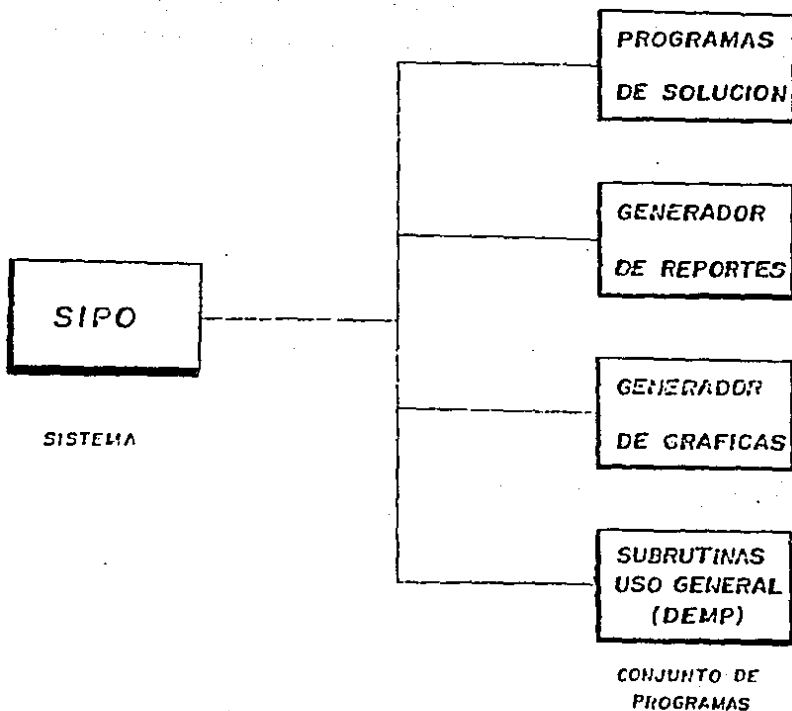 PROGRAMAS
DE SOLUCION
GENERADOR
DE REPORTES
SIPO
SISTEMA
GENERADOR
DE GRAFICAS
SUBRUTINAS
USO GENERAL
(DEMP)
CONJUNTO DE
PROGRAMAS